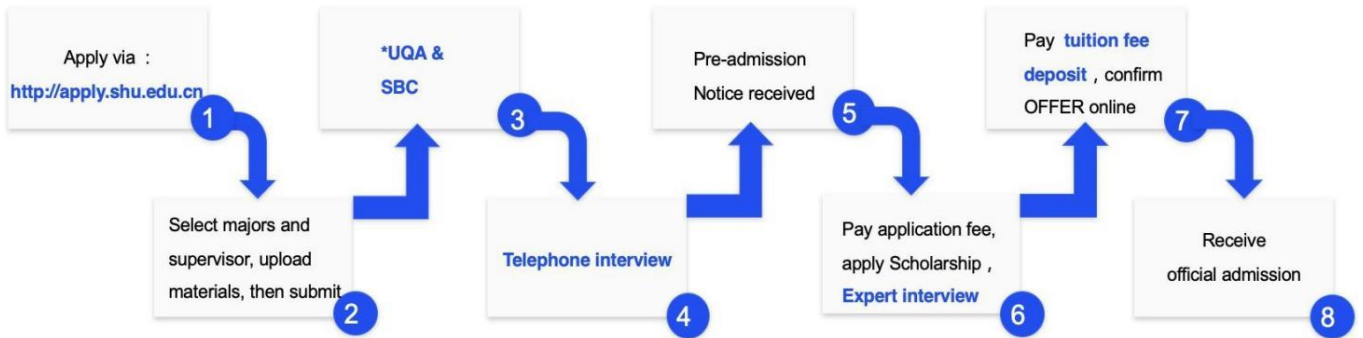 Apply via :
http://apply.shu.edu.cn
1
Select majors and
supervisor, upload
materials, then submit
2
*UQA &
SBC
3
Telephone interview
4
Pre-admission
Notice received
5
Pay application fee,
apply Scholarship ,
Expert interview
6
Pay tuition fee
deposit , confirm
OFFER online
7
Receive
official admission
8